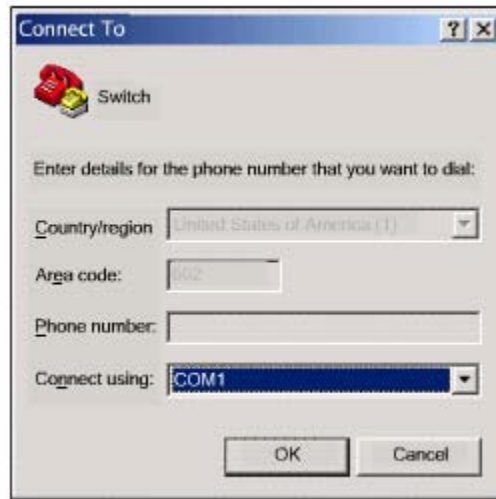 Connect To
Switch
Enter details for the phone number that you want to dial:
Country/region United States of America (1)
Area code: 602
Phone number:
Connect using: COM1
OK Cancel